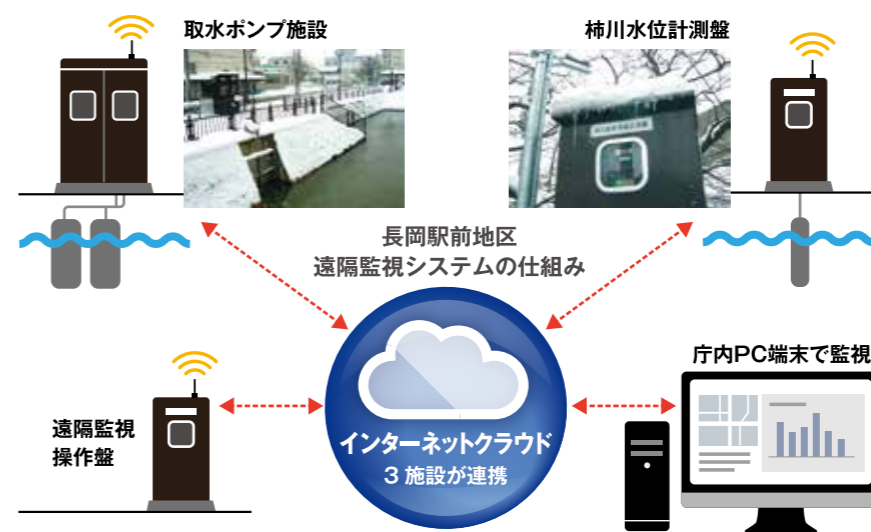 取水ポンプ施設
柿川水位計測盤
長岡駅前地区
遠隔監視システムの仕組み
庁内PC端末で監視
遠隔監視
操作盤
インターネットクラウド
3 施設が連携